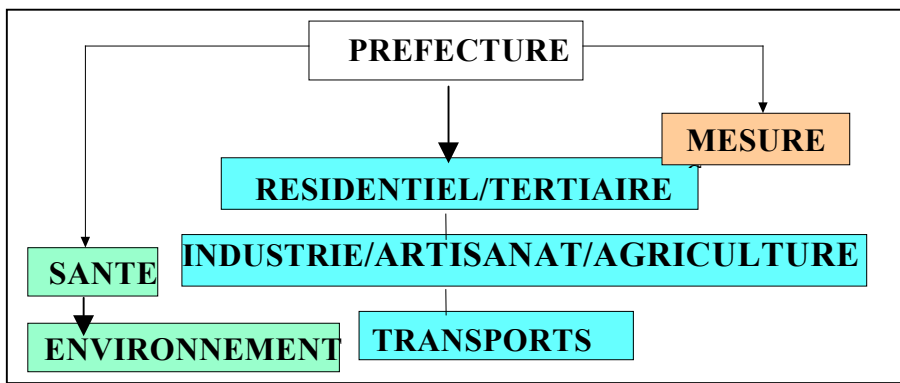 PREFECTURE
MESURE
RESIDENTIEL/TERTIAIRE
INDUSTRIE/ARTISANAT/AGRICULTURE
SANTE
TRANSPORTS
ENVIRONNEMENT